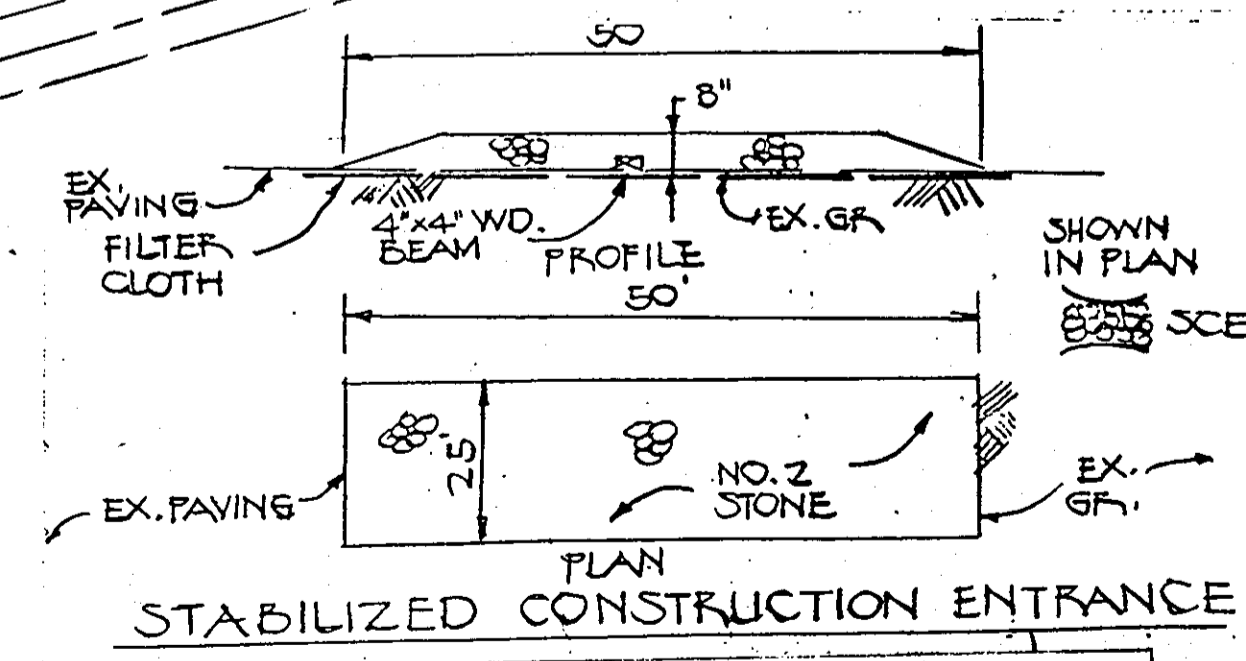 50
8"
EX.
PAVING
FILTER
CLOTH
4"x4" WD.
BEAM
PROFILE
EX.GR
SHOWN
IN PLAN
SCE
50'
25'
EX.PAVING
NO.2
STONE
EX.
GR.
PLAN
STABILIZED CONSTRUCTION ENTRANCE